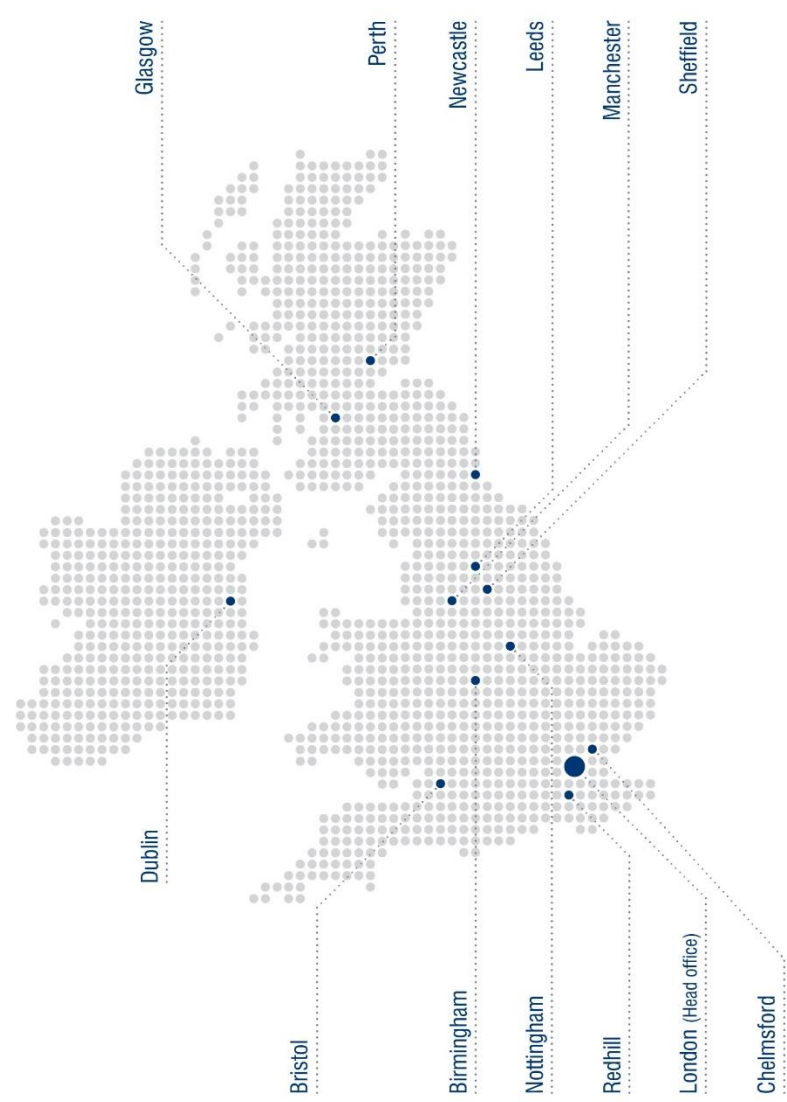 Glasgow
Perth
Newcastle
Leeds
Manchester
Sheffield
Dublin
Bristol
Birmingham
Nottingham
Redhill
London (Head office)
Chelmsford